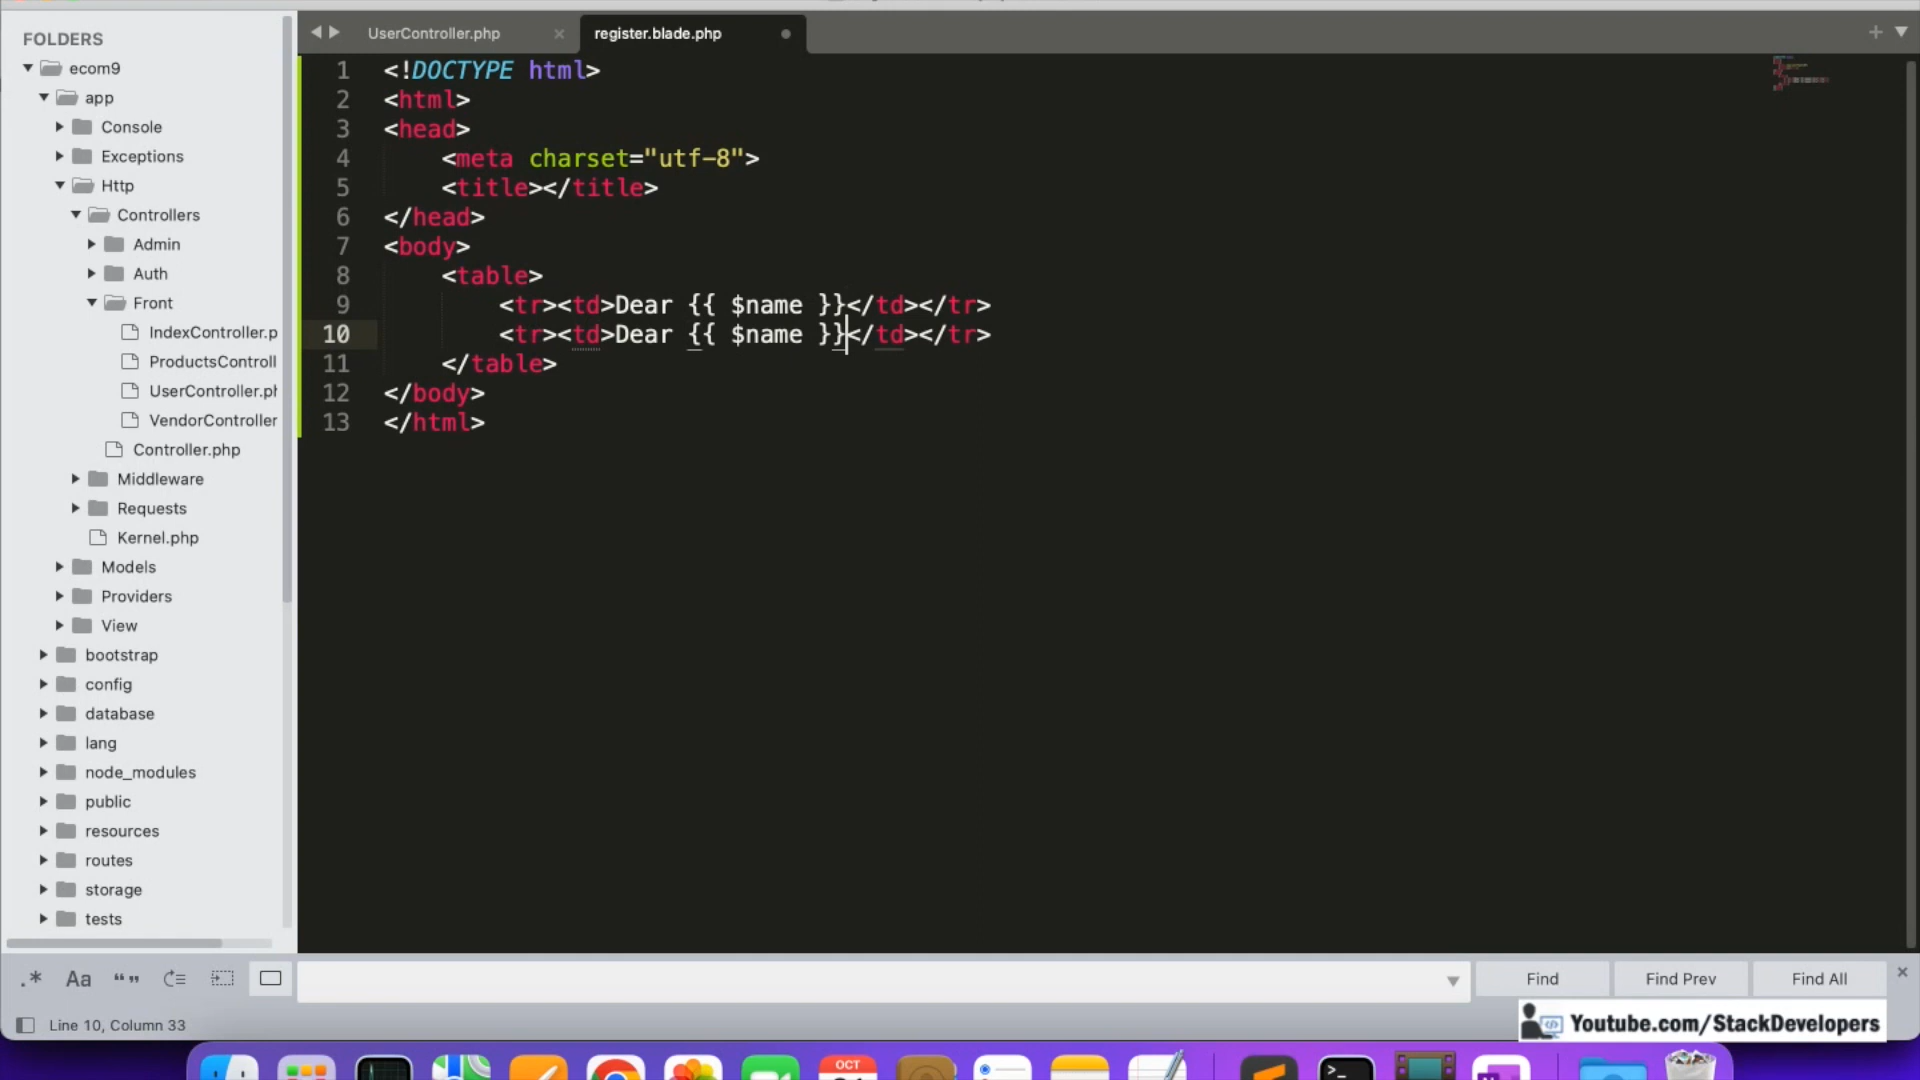 FOLDERS
ecom9
app
Console
Exceptions
Http
Controllers
Admin
Auth
Front
IndexController.p
ProductsControll
UserController.ph
VendorController
Controller.php
Middleware
Requests
Kernel.php
Models
Providers
View
bootstrap
config
database
lang
node_modules
public
resources
routes
storage
tests
UserController.php
register.blade.php
1 <!DOCTYPE html>
2 <html>
3 <head>
4 <meta charset="utf-8">
5 <title></title>
6 </head>
7 <body>
8 <table>
9 <tr><td>Dear {{ $name }}</td></tr>
10 <tr><td>Dear {{ $name }}</td></tr>
11 </table>
12 </body>
13 </html>
.* Aa “ ”
Find
Find Prev
Find All
Line 10, Column 33
Youtube.com/StackDevelopers
OCT